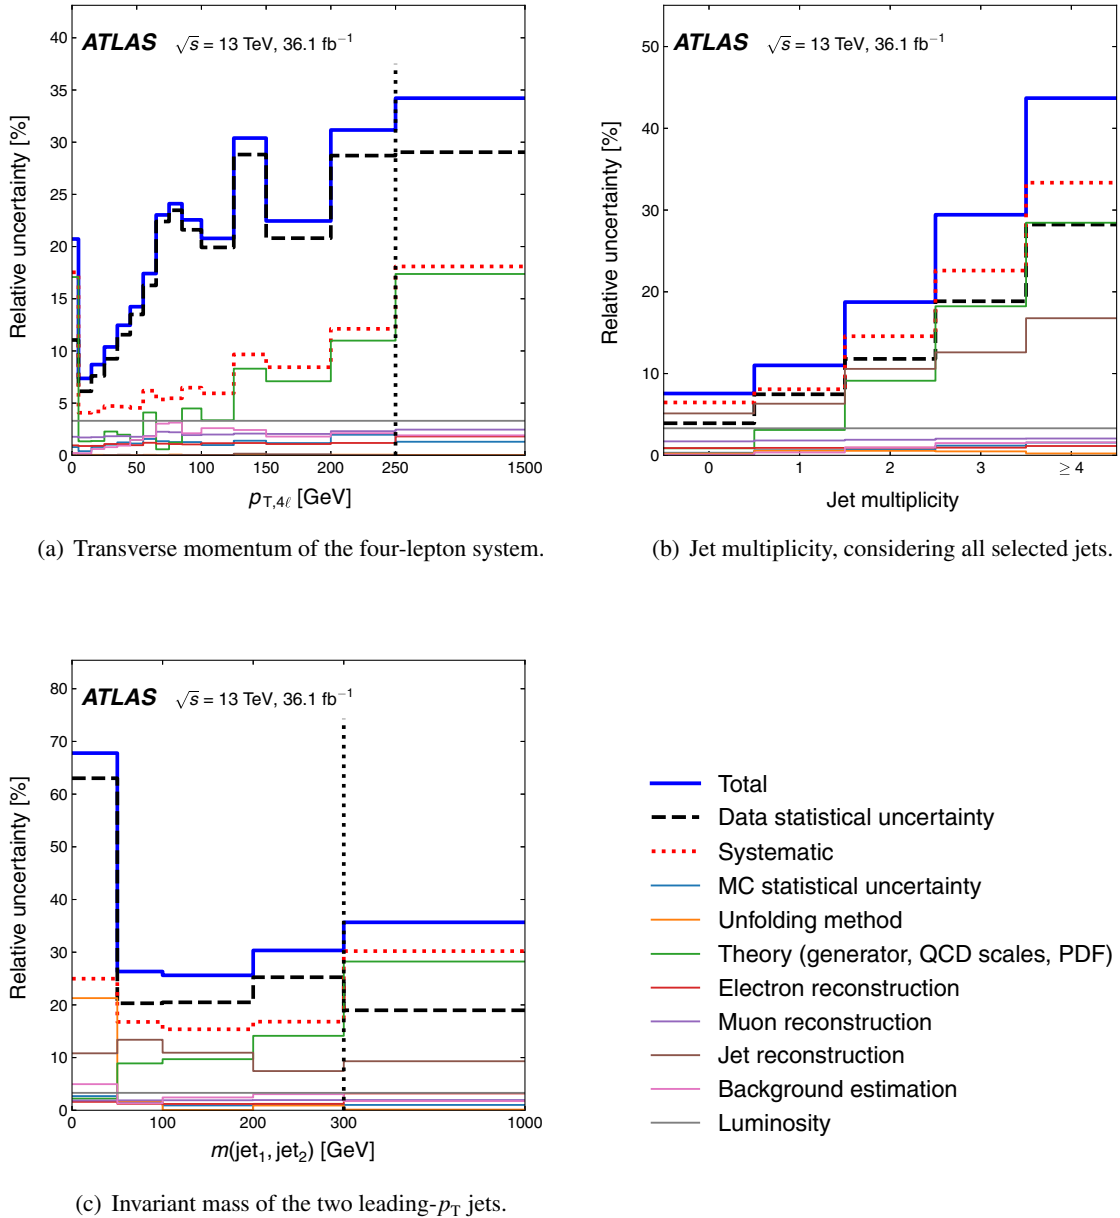 ATLAS √s = 13 TeV, 36.1 fb⁻¹
Relative uncertainty [%]
40
35
30
25
20
15
10
5
0
0 50 100 150 200 250 1500
p_T,4ℓ [GeV]
(a) Transverse momentum of the four-lepton system.
ATLAS √s = 13 TeV, 36.1 fb⁻¹
Relative uncertainty [%]
50
40
30
20
10
0
0 1 2 3 ≥ 4
Jet multiplicity
(b) Jet multiplicity, considering all selected jets.
ATLAS √s = 13 TeV, 36.1 fb⁻¹
Relative uncertainty [%]
80
70
60
50
40
30
20
10
0
0 100 200 300 1000
m(jet₁, jet₂) [GeV]
(c) Invariant mass of the two leading-p_T jets.
Total
Data statistical uncertainty
Systematic
MC statistical uncertainty
Unfolding method
Theory (generator, QCD scales, PDF)
Electron reconstruction
Muon reconstruction
Jet reconstruction
Background estimation
Luminosity